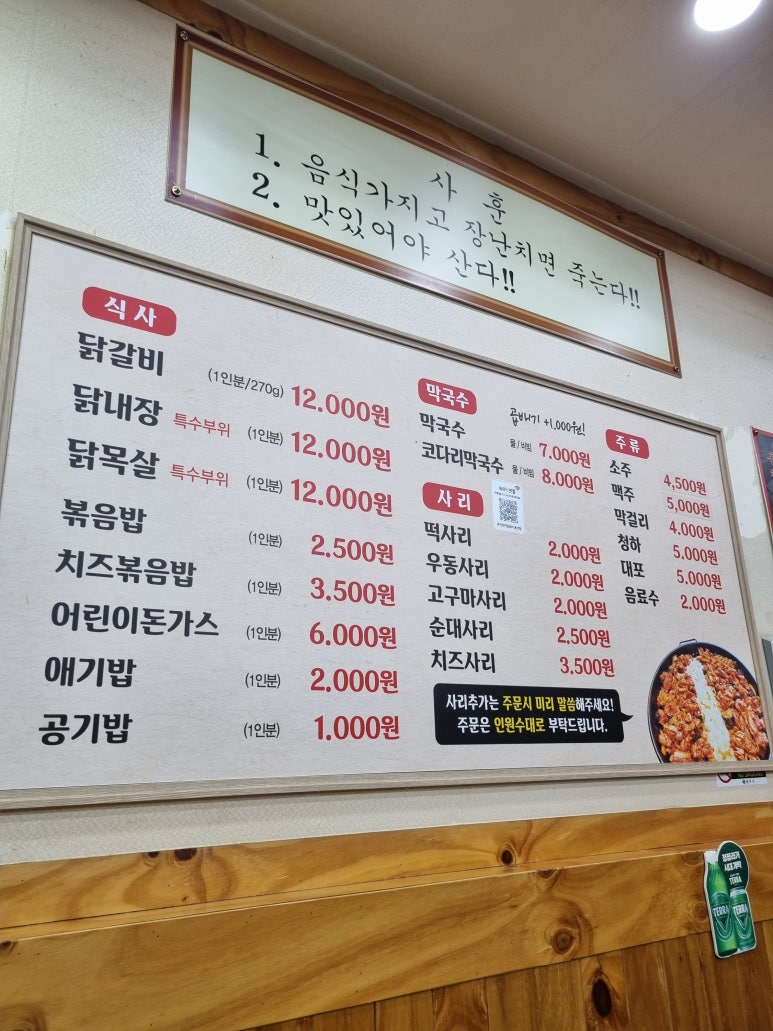 사 훈
1. 음식가지고 장난치면 죽는다!!
2. 맛있어야 산다!!
식사
닭갈비 (1인분/270g) 12.000원
닭내장 특수부위 (1인분) 12.000원
닭목살 특수부위 (1인분) 12.000원
볶음밥 (1인분) 2.500원
치즈볶음밥 (1인분) 3.500원
어린이돈가스 (1인분) 6.000원
애기밥 (1인분) 2.000원
공기밥 (1인분) 1.000원
막국수
곱배기 +1,000원!
막국수 물/비빔 7.000원
코다리막국수 물/비빔 8.000원
사리
떡사리 2.000원
우동사리 2.000원
고구마사리 2.000원
순대사리 2.500원
치즈사리 3.500원
사리추가는 주문시 미리 말씀해주세요!
주문은 인원수대로 부탁드립니다.
주류
소주 4,500원
맥주 5,000원
막걸리 4.000원
청하 5.000원
대포 5,000원
음료수 2,000원
청정라거
시대개막
TERRA
TERRA
TERRA